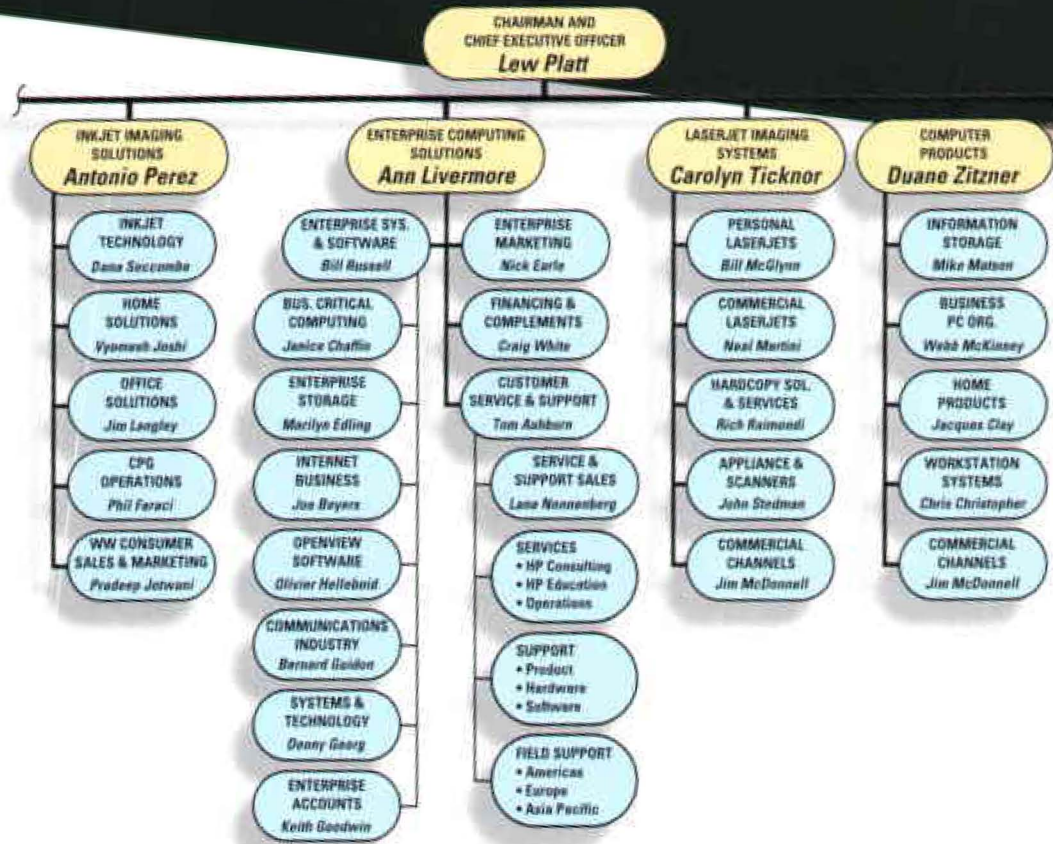 CHAIRMAN AND
CHIEF EXECUTIVE OFFICER
Lew Platt
INKJET IMAGING
SOLUTIONS
Antonio Perez
INKJET
TECHNOLOGY
Dana Seccombe
HOME
SOLUTIONS
Vyomesh Joshi
OFFICE
SOLUTIONS
Jim Langley
CPG
OPERATIONS
Phil Faraci
WW CONSUMER
SALES & MARKETING
Pradeep Jotwani
ENTERPRISE COMPUTING
SOLUTIONS
Ann Livermore
ENTERPRISE SYS.
& SOFTWARE
Bill Russell
BUS. CRITICAL
COMPUTING
Janice Chaffin
ENTERPRISE
STORAGE
Marilyn Edling
INTERNET
BUSINESS
Joe Beyers
OPENVIEW
SOFTWARE
Olivier Helleboid
COMMUNICATIONS
INDUSTRY
Bernard Guidon
SYSTEMS &
TECHNOLOGY
Denny Georg
ENTERPRISE
ACCOUNTS
Keith Goodwin
ENTERPRISE
MARKETING
Nick Earle
FINANCING &
COMPLEMENTS
Craig White
CUSTOMER
SERVICE & SUPPORT
Tom Ashburn
SERVICE &
SUPPORT SALES
Lane Nonnenberg
SERVICES
• HP Consulting
• HP Education
• Operations
SUPPORT
• Product
• Hardware
• Software
FIELD SUPPORT
• Americas
• Europe
• Asia Pacific
LASERJET IMAGING
SYSTEMS
Carolyn Ticknor
PERSONAL
LASERJETS
Bill McGlynn
COMMERCIAL
LASERJETS
Neal Martini
HARDCOPY SOL.
& SERVICES
Rich Raimondi
APPLIANCE &
SCANNERS
John Stedman
COMMERCIAL
CHANNELS
Jim McDonnell
COMPUTER
PRODUCTS
Duane Zitzner
INFORMATION
STORAGE
Mike Matson
BUSINESS
PC ORG.
Webb McKinney
HOME
PRODUCTS
Jacques Clay
WORKSTATION
SYSTEMS
Chris Christopher
COMMERCIAL
CHANNELS
Jim McDonnell